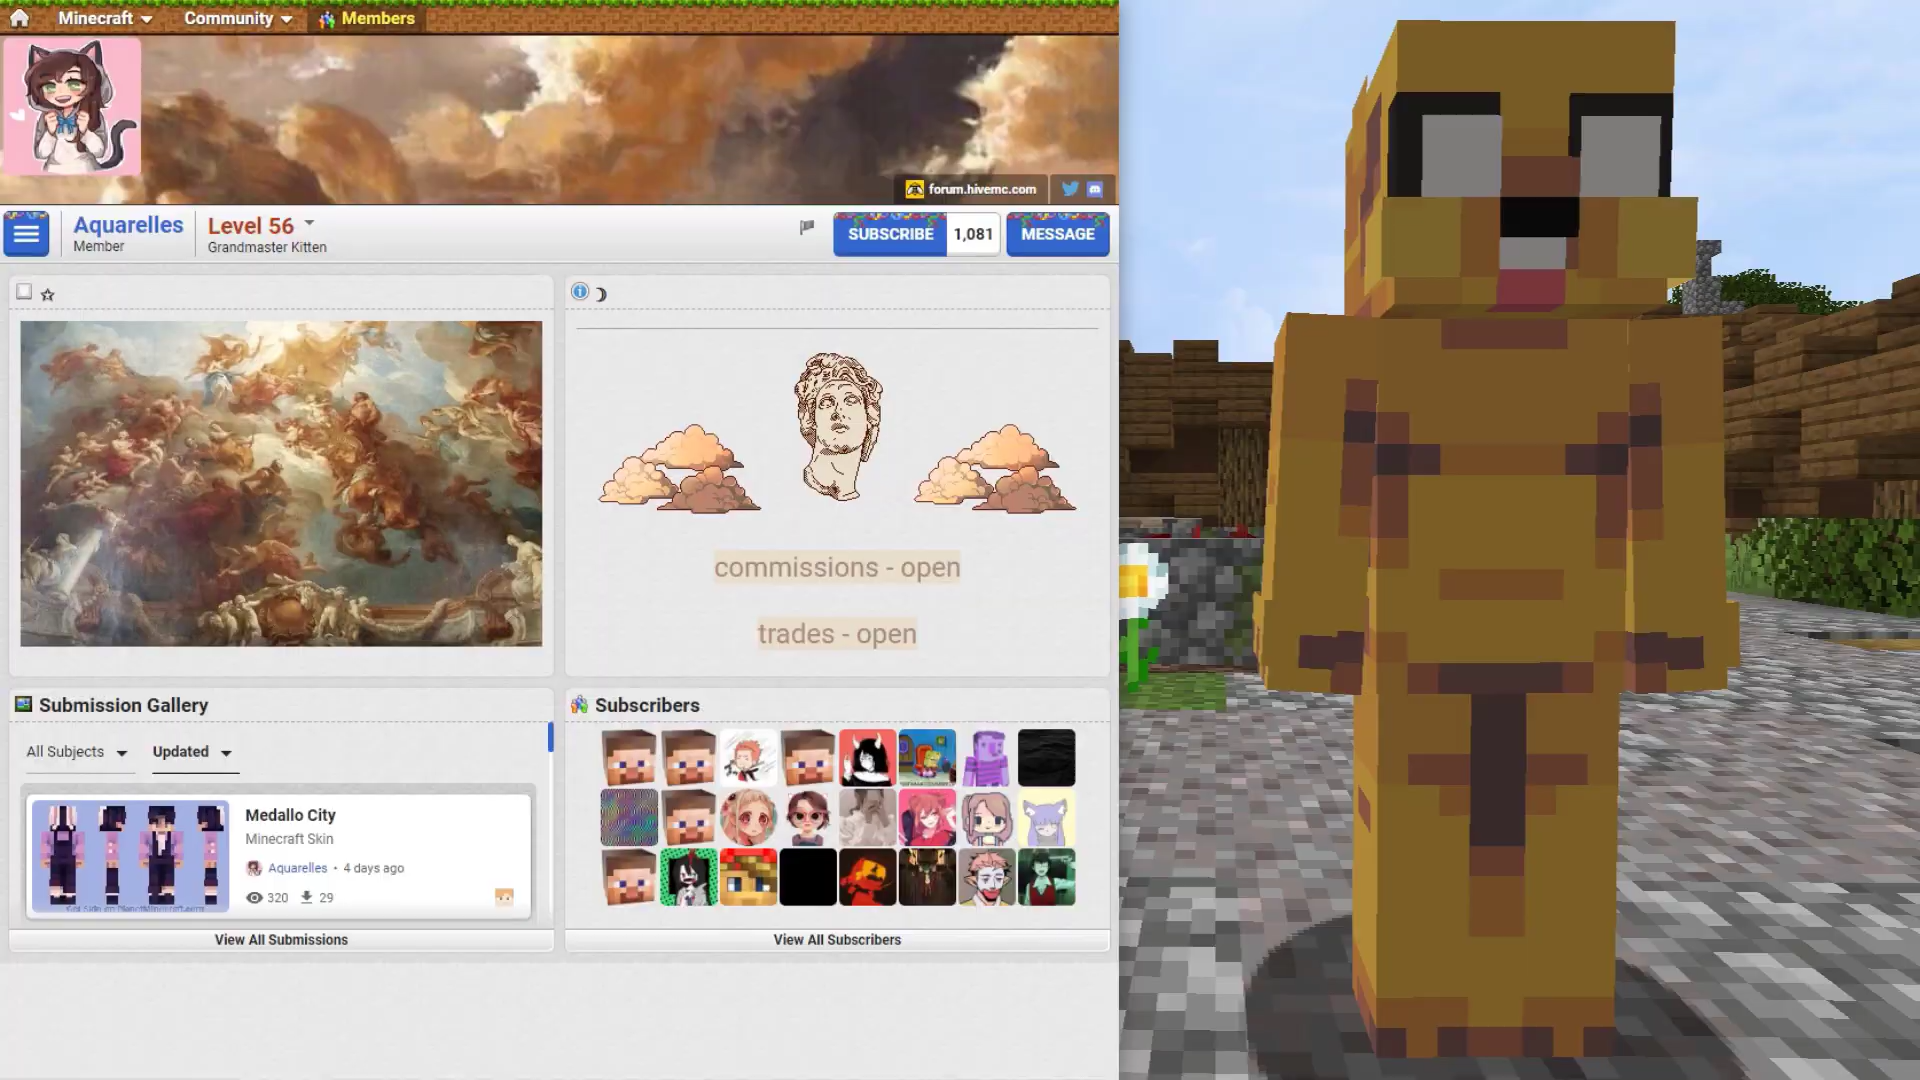 Minecraft
Community
Members
forum.hivemc.com
Aquarelles
Member
Level 56
Grandmaster Kitten
SUBSCRIBE
1,081
MESSAGE
commissions - open
trades - open
Submission Gallery
All Subjects
Updated
Medallo City
Minecraft Skin
Aquarelles • 4 days ago
320
29
View All Submissions
Subscribers
View All Subscribers